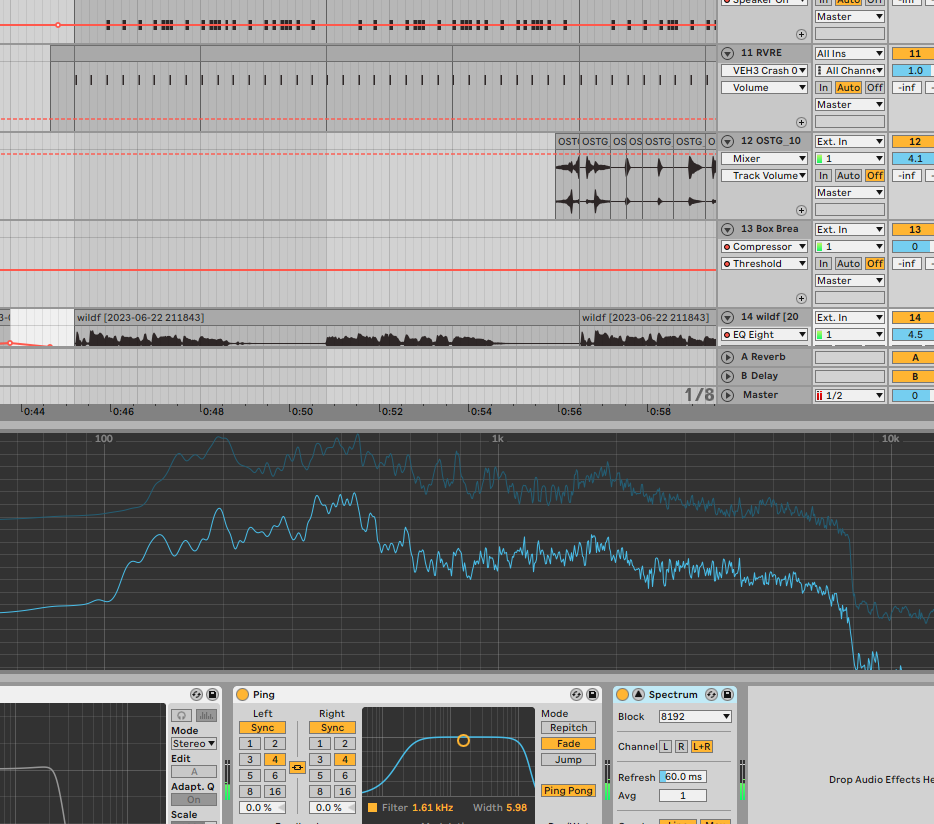 Speaker On
In Auto Off
-inf
Master
11 RVRE
All Ins
11
VEH3 Crash 0
All Channe
1.0
Volume
In Auto Off
-inf
Master
OSTG OSTG OS OS OSTG OSTG O
12 OSTG_10
Ext. In
12
Mixer
1
4.1
Track Volume
In Auto Off
-inf
Master
13 Box Brea
Ext. In
13
Compressor
1
0
Threshold
In Auto Off
-inf
Master
wildf [2023-06-22 211843]
wildf [2023-06-22 211843]
14 wildf [20
Ext. In
14
EQ Eight
1
4.5
A Reverb
A
B Delay
B
1/8
Master
1/2
0
0:44 0:46 0:48 0:50 0:52 0:54 0:56 0:58
100 1k 10k
Mode
Stereo
Edit
A
Adapt. Q
On
Scale
Ping
Left Right
Sync Sync
1 2 1 2
3 4 3 4
5 6 5 6
8 16 8 16
0.0 % 0.0 %
Filter 1.61 kHz Width 5.98
Mode
Repitch
Fade
Jump
Ping Pong
Spectrum
Block 8192
Channel L R L+R
Refresh 60.0 ms
Avg 1
Drop Audio Effects He